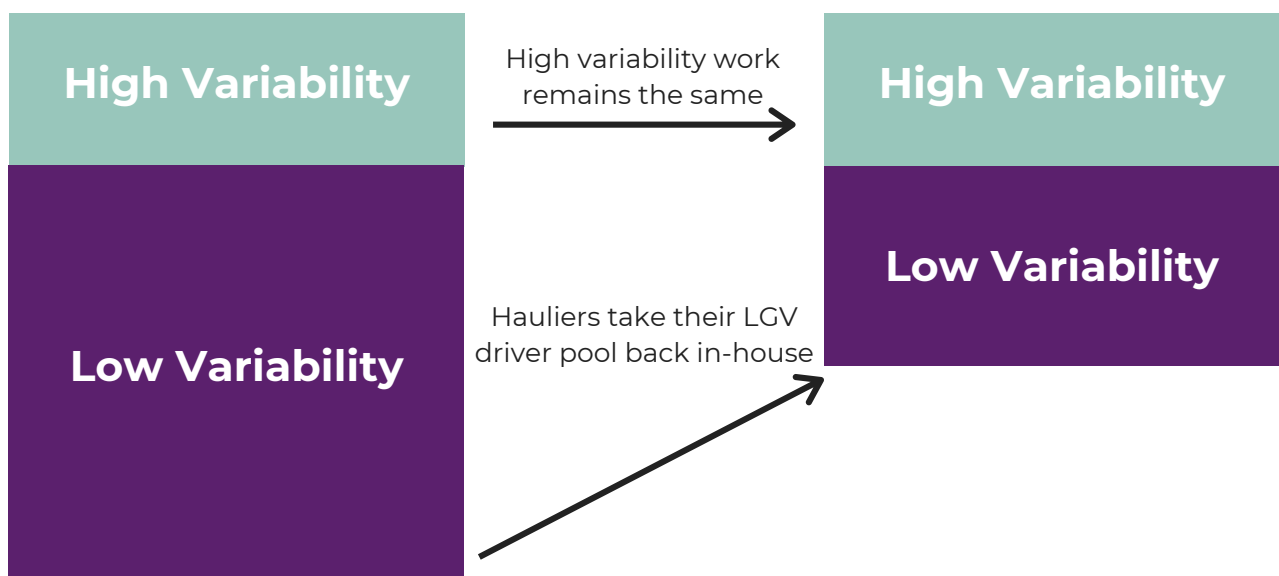 High Variability
High variability work
remains the same
High Variability
Low Variability
Hauliers take their LGV
driver pool back in-house
Low Variability